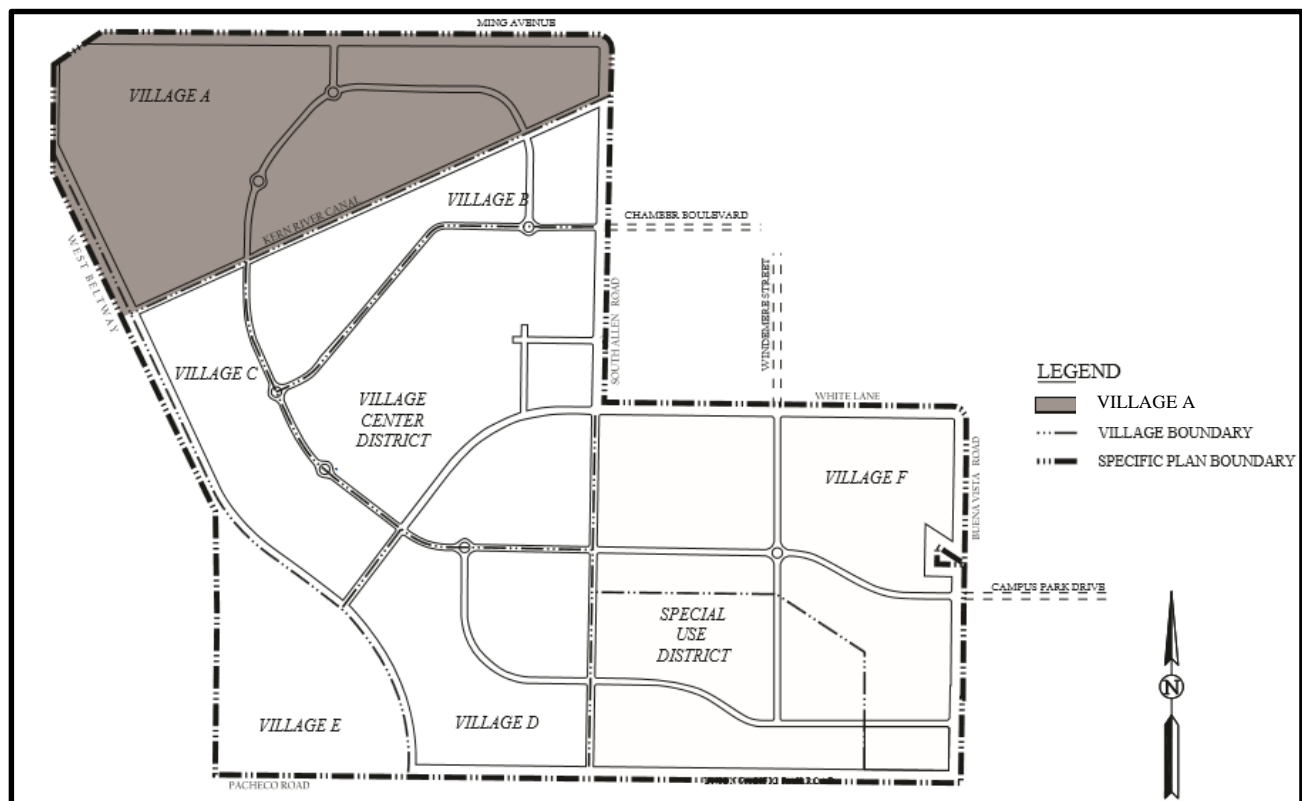 MING AVENUE
VILLAGE A
VILLAGE B
KERN RIVER CANAL
CHAMBER BOULEVARD
WEST BELTWAY
WINDEMERE STREET
SOUTH ALLEN ROAD
VILLAGE C
VILLAGE
CENTER
DISTRICT
WHITE LANE
LEGEND
VILLAGE A
VILLAGE BOUNDARY
SPECIFIC PLAN BOUNDARY
VILLAGE F
BUENA VISTA ROAD
CAMPUS PARK DRIVE
SPECIAL
USE
DISTRICT
N
VILLAGE E
VILLAGE D
PACHECO ROAD